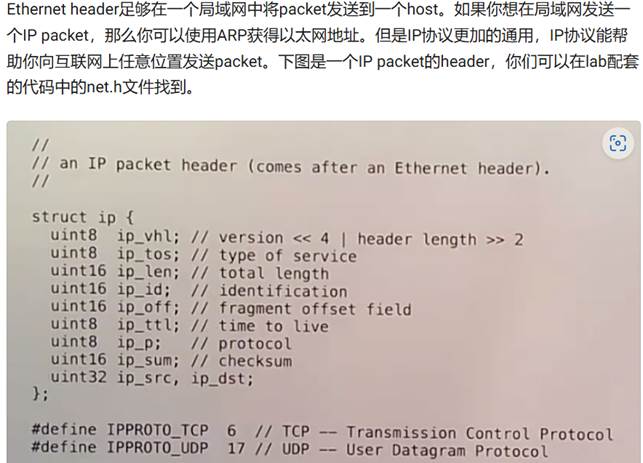 Ethernet header足够在一个局域网中将packet发送到一个host。如果你想在局域网发送一
个IP packet，那么你可以使用ARP获得以太网地址。但是IP协议更加的通用，IP协议能帮
助你向互联网上任意位置发送packet。下图是一个IP packet的header，你们可以在lab配套
的代码中的net.h文件找到。
//
// an IP packet header (comes after an Ethernet header).
//
struct ip {
  uint8  ip_vhl; // version << 4 | header length >> 2
  uint8  ip_tos; // type of service
  uint16 ip_len; // total length
  uint16 ip_id;  // identification
  uint16 ip_off; // fragment offset field
  uint8  ip_ttl; // time to live
  uint8  ip_p;   // protocol
  uint16 ip_sum; // checksum
  uint32 ip_src, ip_dst;
};
#define IPPROTO_TCP  6  // TCP -- Transmission Control Protocol
#define IPPROTO_UDP  17 // UDP -- User Datagram Protocol